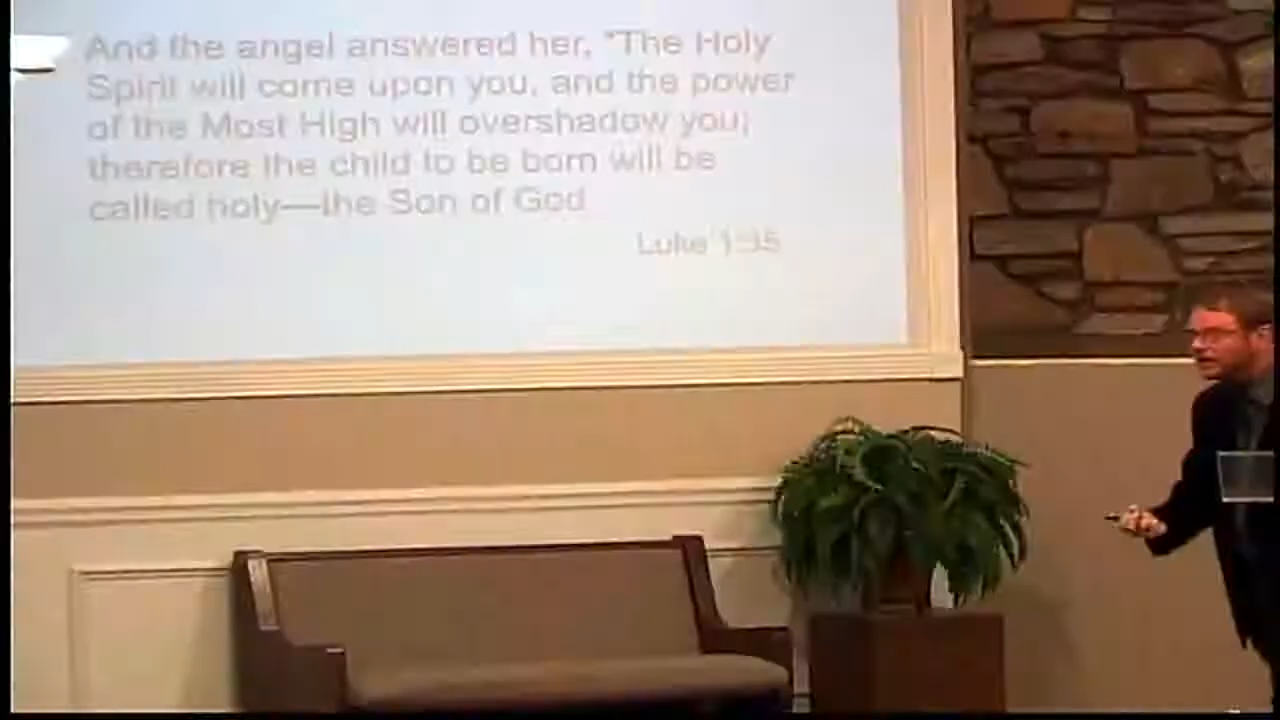 And the angel answered her, "The Holy
Spirit will come upon you, and the power
of the Most High will overshadow you;
therefore the child to be born will be
called holy—the Son of God
Luke 1:35